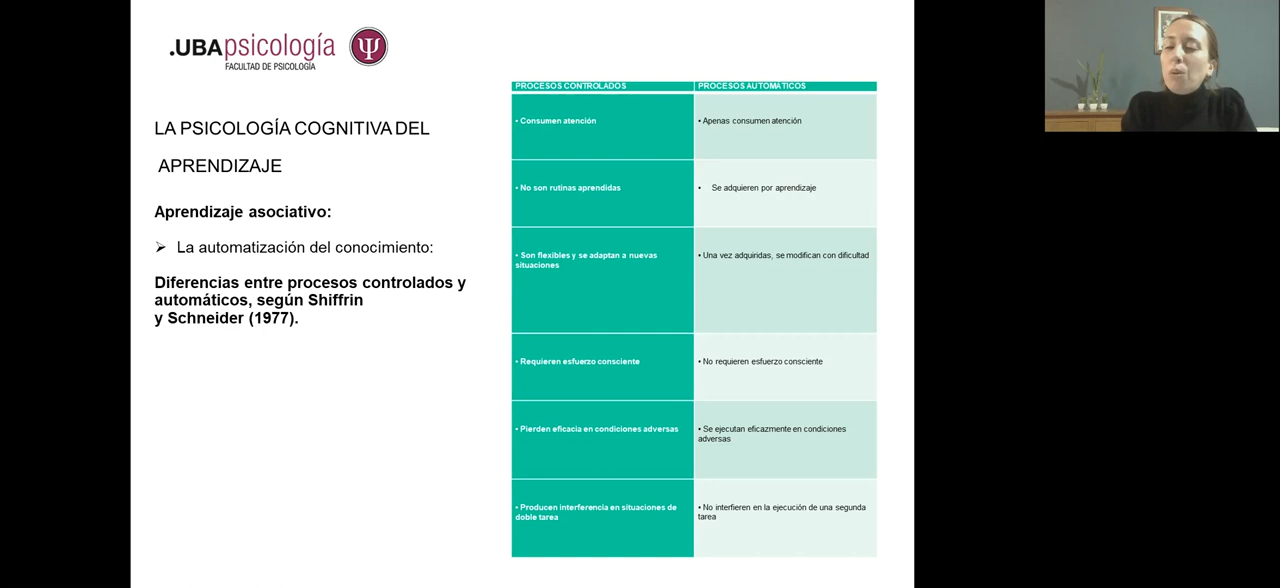 .UBApsicología
FACULTAD DE PSICOLOGÍA
LA PSICOLOGÍA COGNITIVA DEL
APRENDIZAJE
Aprendizaje asociativo:
➢ La automatización del conocimiento:
Diferencias entre procesos controlados y
automáticos, según Shiffrin
y Schneider (1977).
PROCESOS CONTROLADOS PROCESOS AUTOMÁTICOS
• Consumen atención • Apenas consumen atención
• No son rutinas aprendidas • Se adquieren por aprendizaje
• Son flexibles y se adaptan a nuevas
situaciones
• Una vez adquiridas, se modifican con dificultad
• Requieren esfuerzo consciente • No requieren esfuerzo consciente
• Pierden eficacia en condiciones adversas
• Se ejecutan eficazmente en condiciones
adversas
• Producen interferencia en situaciones de
doble tarea
• No interfieren en la ejecución de una segunda
tarea